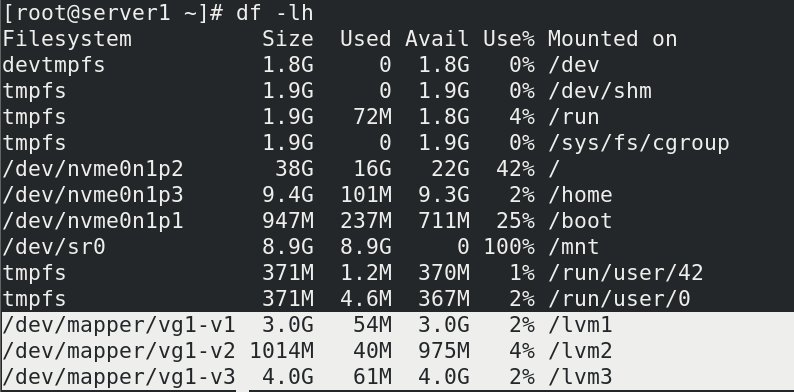 [root@server1 ~]# df -lh
Filesystem          Size  Used Avail Use% Mounted on
devtmpfs            1.8G     0  1.8G   0% /dev
tmpfs               1.9G     0  1.9G   0% /dev/shm
tmpfs               1.9G   72M  1.8G   4% /run
tmpfs               1.9G     0  1.9G   0% /sys/fs/cgroup
/dev/nvme0n1p2       38G   16G   22G  42% /
/dev/nvme0n1p3      9.4G  101M  9.3G   2% /home
/dev/nvme0n1p1      947M  237M  711M  25% /boot
/dev/sr0            8.9G  8.9G     0 100% /mnt
tmpfs               371M  1.2M  370M   1% /run/user/42
tmpfs               371M  4.6M  367M   2% /run/user/0
/dev/mapper/vg1-v1  3.0G   54M  3.0G   2% /lvm1
/dev/mapper/vg1-v2 1014M   40M  975M   4% /lvm2
/dev/mapper/vg1-v3  4.0G   61M  4.0G   2% /lvm3